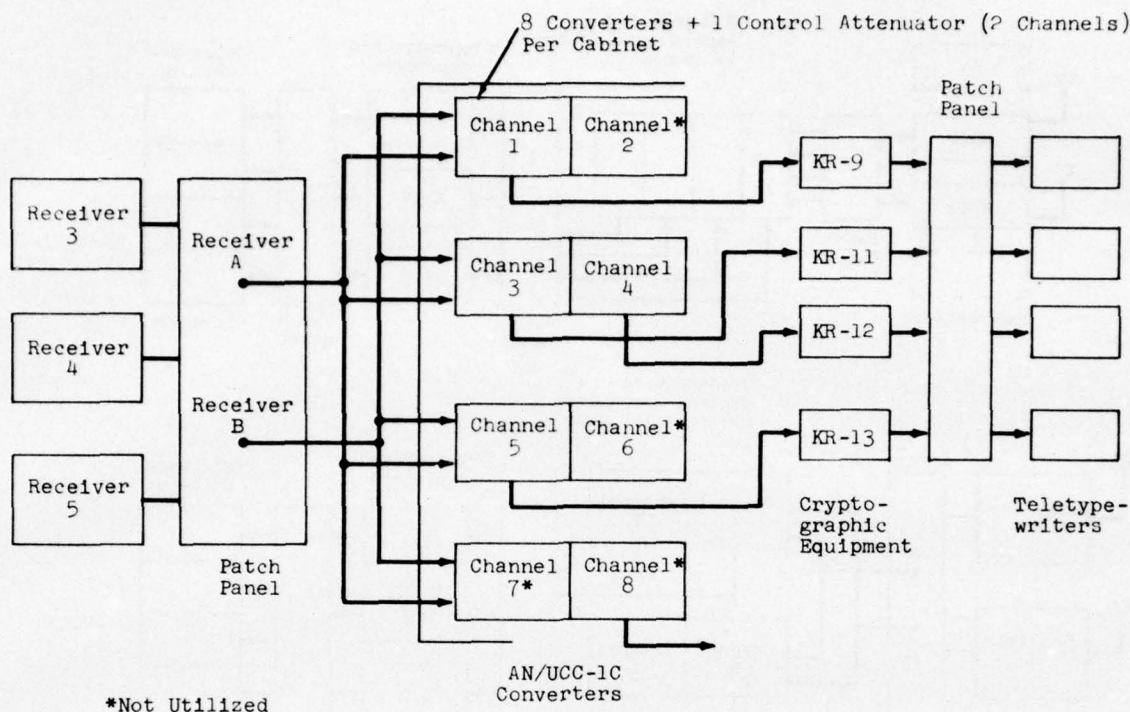 8 Converters + 1 Control Attenuator (2 Channels)
Per Cabinet
Patch
Panel
Channel
1
Channel*
2
KR-9
Receiver
3
Receiver
A
Channel
3
Channel
4
KR-11
KR-12
Receiver
4
Receiver
B
Channel
5
Channel*
6
KR-13
Receiver
5
Crypto-
graphic
Equipment
Teletype-
writers
Patch
Panel
Channel
7*
Channel*
8
AN/UCC-1C
Converters
*Not Utilized